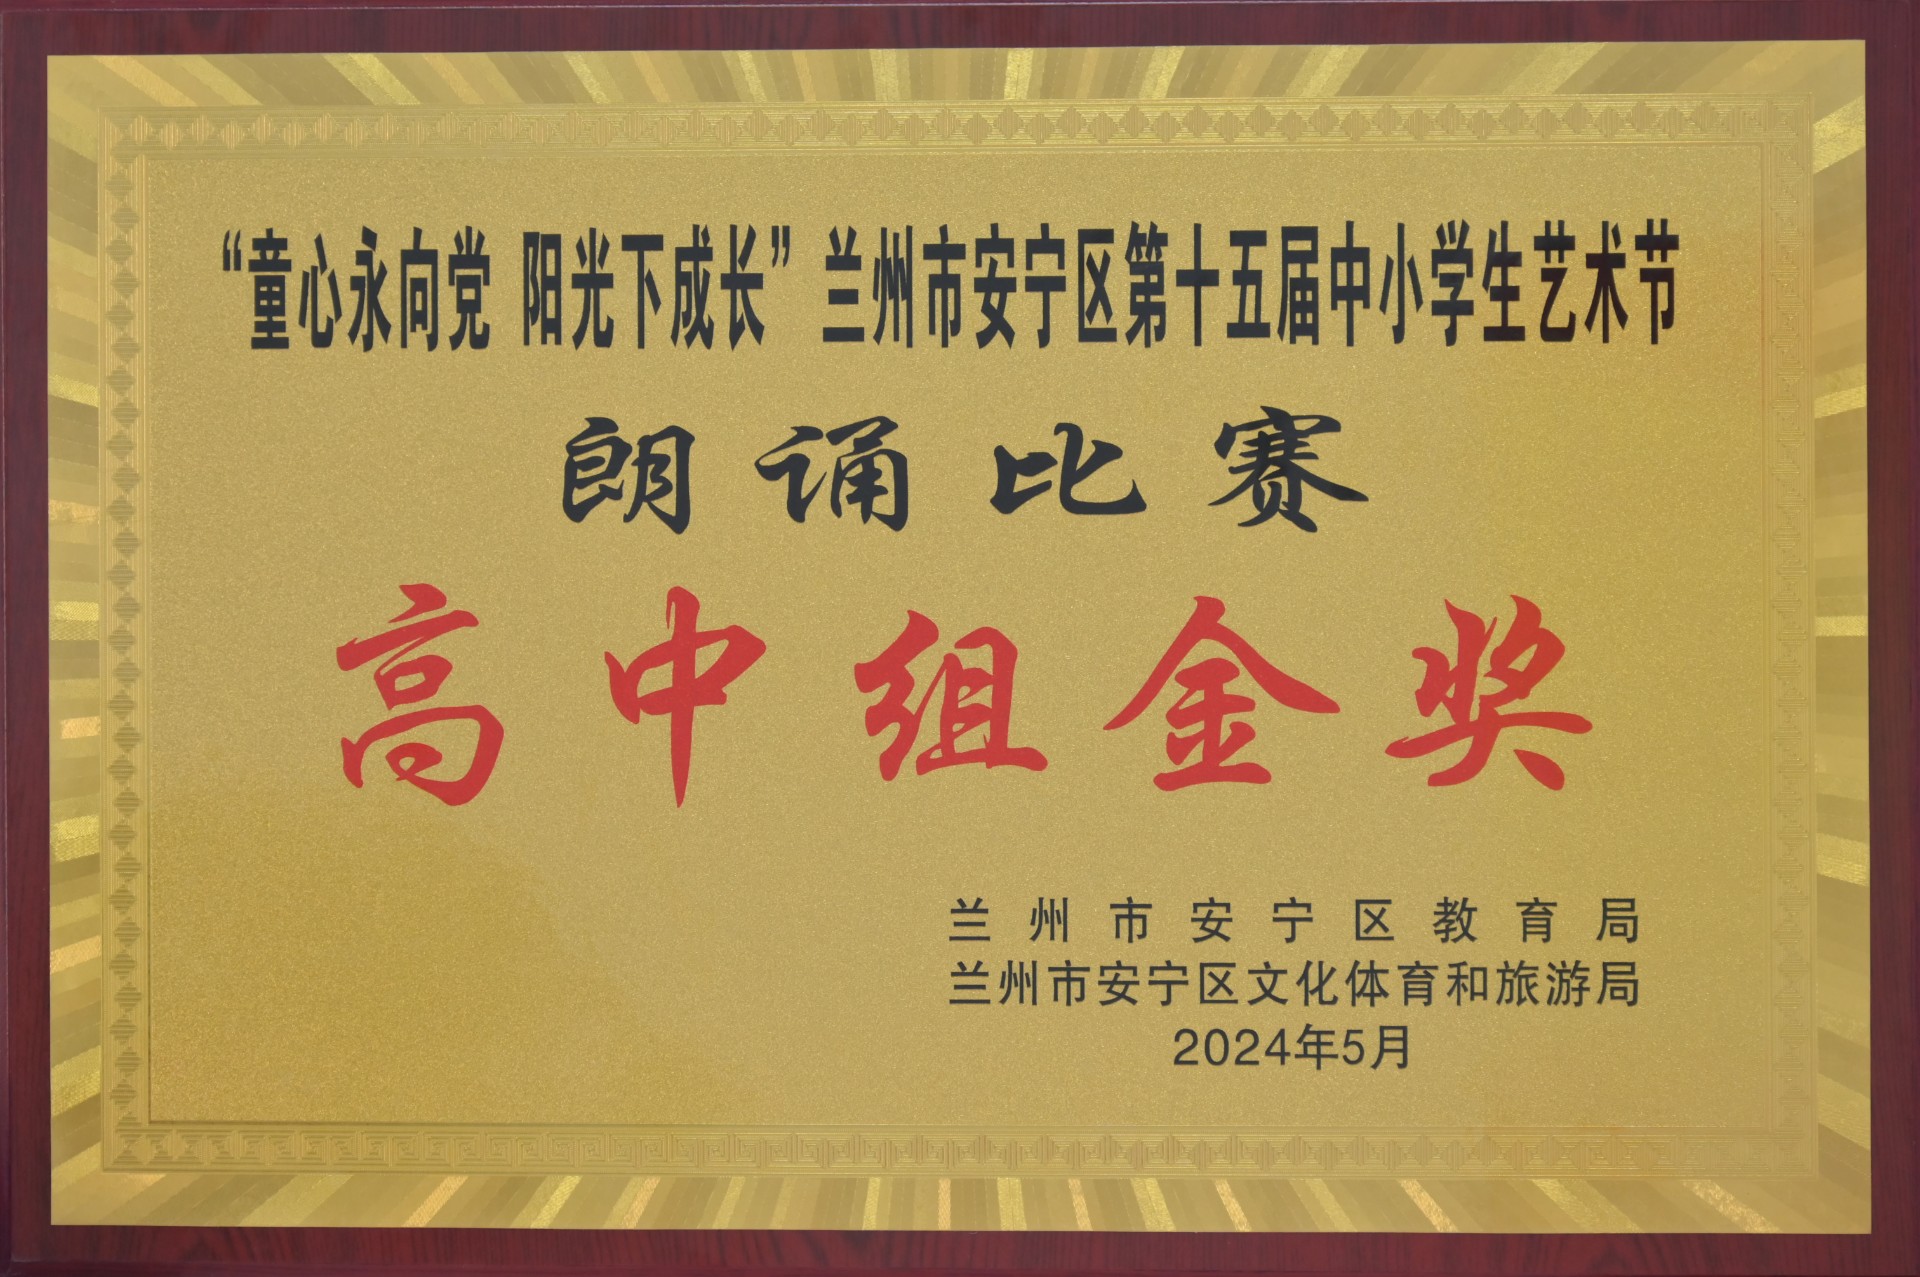 “童心永向党 阳光下成长”兰州市安宁区第十五届中小学生艺术节
朗诵比赛
高中组金奖
兰州市安宁区教育局
兰州市安宁区文化体育和旅游局
2024年5月